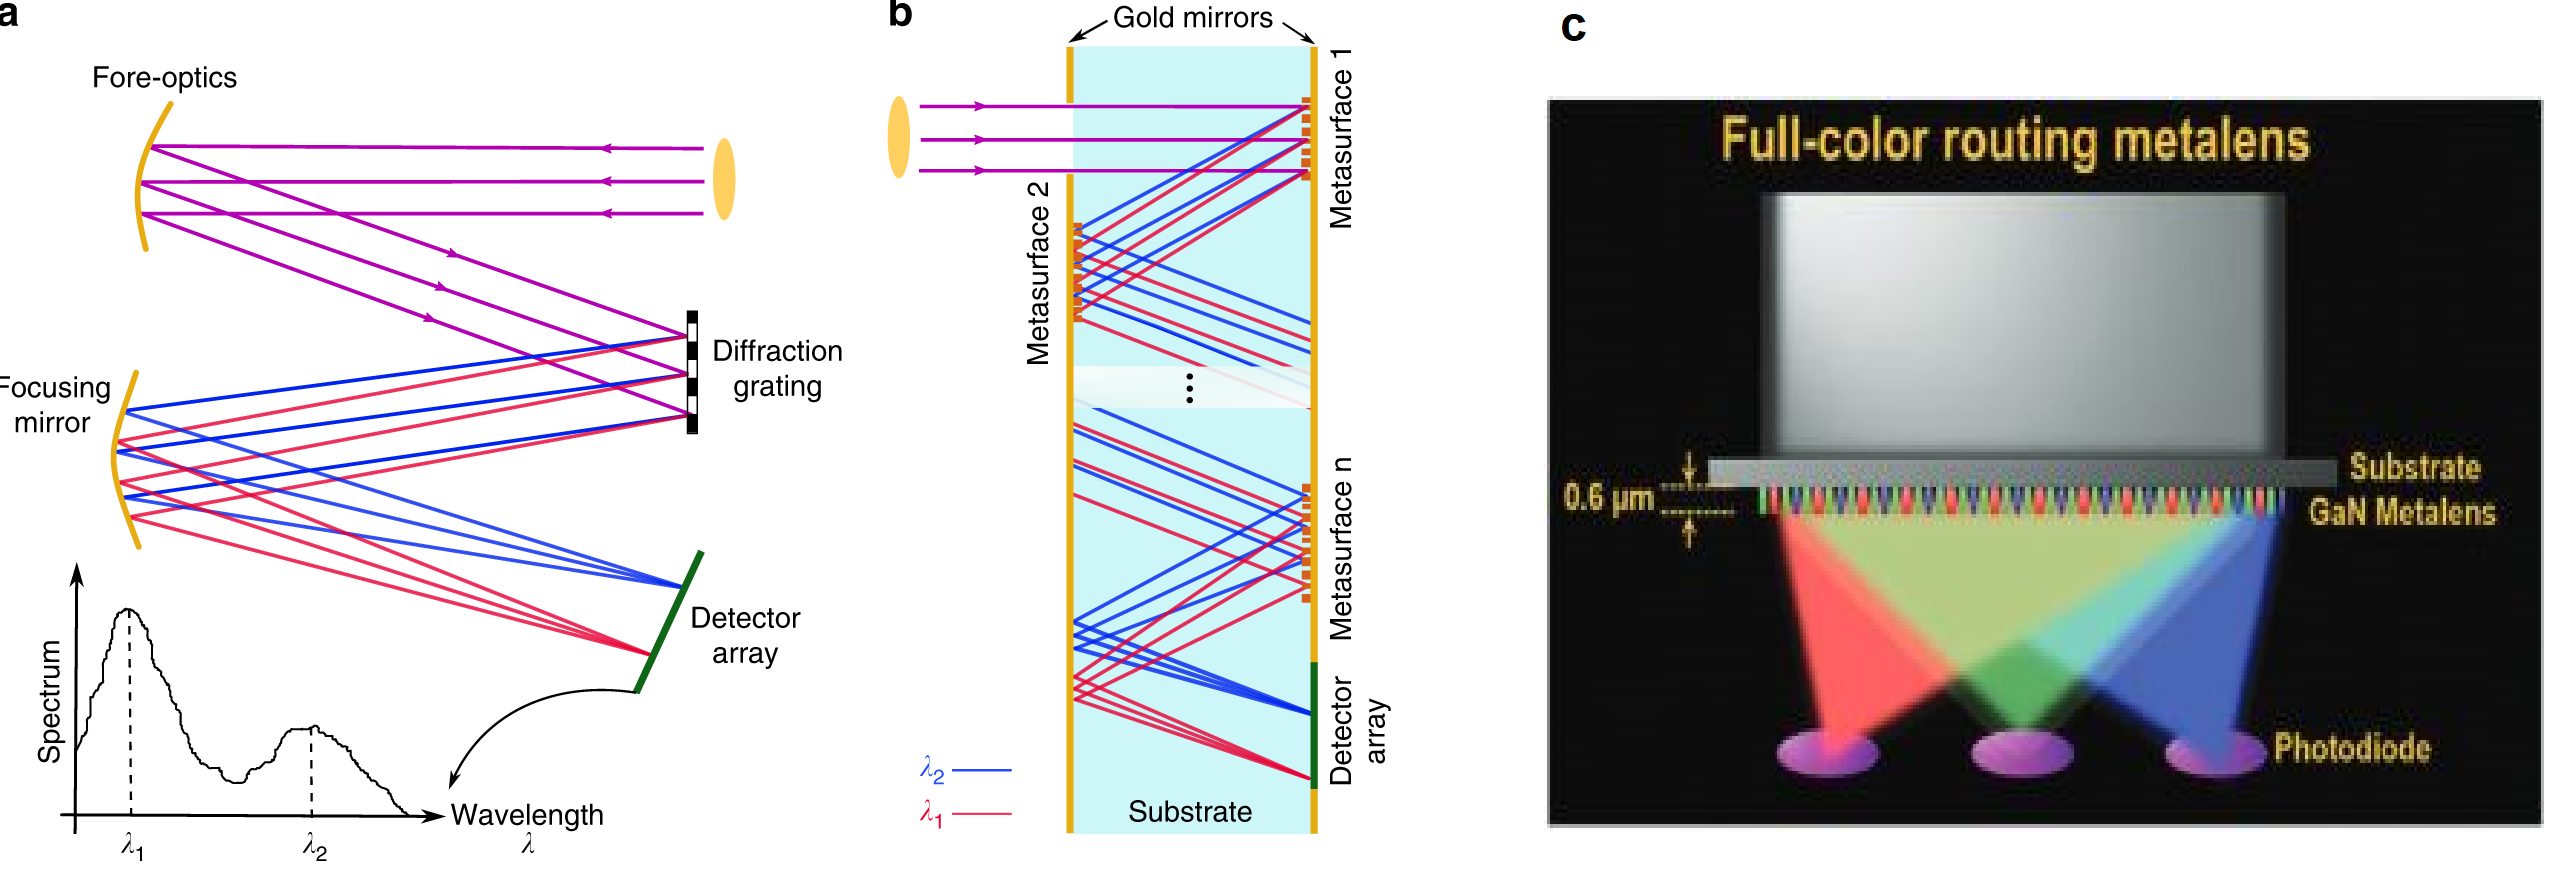 a
Fore-optics
Diffraction
grating
Focusing
mirror
Detector
array
Spectrum
Wavelength
λ1
λ2
λ
b
Gold mirrors
Metasurface 1
Metasurface 2
Metasurface n
Detector
array
λ2
λ1
Substrate
c
Full-color routing metalens
Substrate
0.6 μm
GaN Metalens
Photodiode